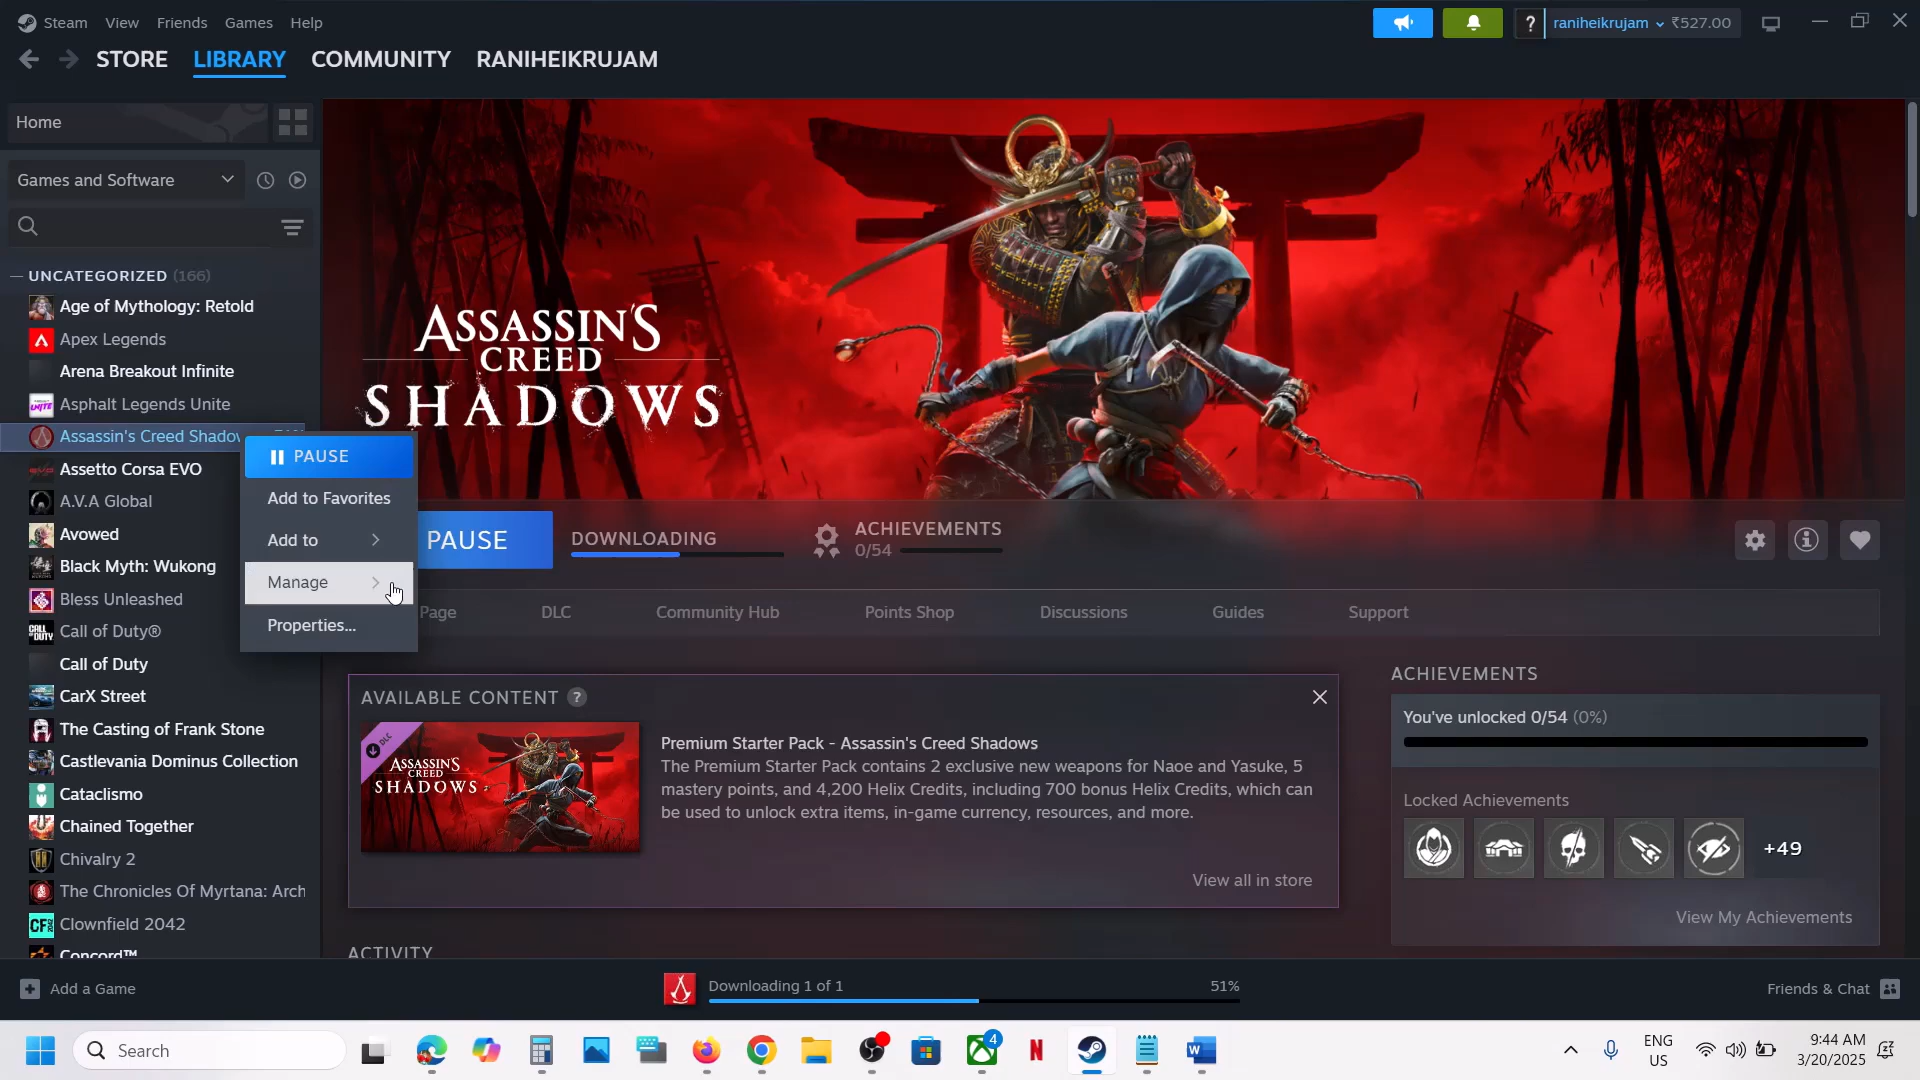 Steam View Friends Games Help
? raniheikrujam ₹527.00
STORE LIBRARY COMMUNITY RANIHEIKRUJAM
Home
Games and Software
— UNCATEGORIZED (166)
Age of Mythology: Retold
Apex Legends
Arena Breakout Infinite
Asphalt Legends Unite
Assassin's Creed Shadow
Assetto Corsa EVO
A.V.A Global
Avowed
Black Myth: Wukong
Bless Unleashed
Call of Duty®
Call of Duty
CarX Street
The Casting of Frank Stone
Castlevania Dominus Collection
Cataclismo
Chained Together
Chivalry 2
The Chronicles Of Myrtana: Arch
Clownfield 2042
Concord™
PAUSE
Add to Favorites
Add to
Manage
Properties...
ASSASSIN'S
CREED
SHADOWS
PAUSE
DOWNLOADING
ACHIEVEMENTS
0/54
Page DLC Community Hub Points Shop Discussions Guides Support
AVAILABLE CONTENT ?
DLC
ASSASSIN'S
CREED
SHADOWS
Premium Starter Pack - Assassin's Creed Shadows
The Premium Starter Pack contains 2 exclusive new weapons for Naoe and Yasuke, 5
mastery points, and 4,200 Helix Credits, including 700 bonus Helix Credits, which can
be used to unlock extra items, in-game currency, resources, and more.
View all in store
ACTIVITY
ACHIEVEMENTS
You've unlocked 0/54 (0%)
Locked Achievements
+49
View My Achievements
Add a Game
Downloading 1 of 1 51%
Friends & Chat
Search
4
N
ENG
US
9:44 AM
3/20/2025